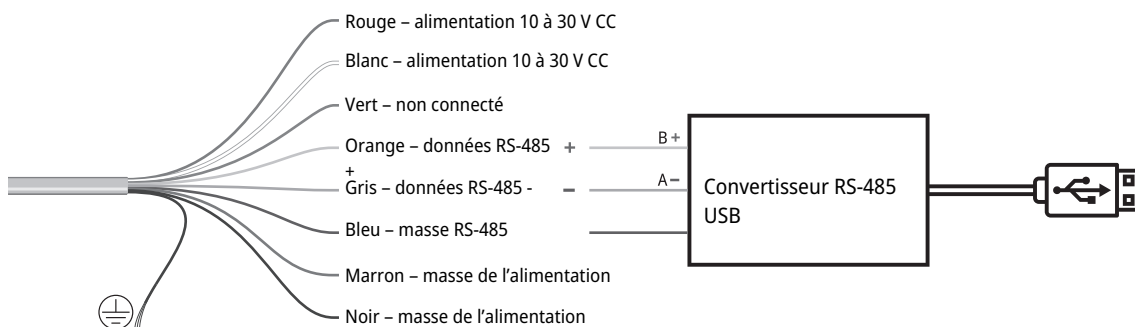 Rouge – alimentation 10 à 30 V CC
Blanc – alimentation 10 à 30 V CC
Vert – non connecté
Orange – données RS-485 +
+
Gris – données RS-485 - –
Bleu – masse RS-485
Marron – masse de l’alimentation
Noir – masse de l’alimentation
B +
A –
Convertisseur RS-485
USB